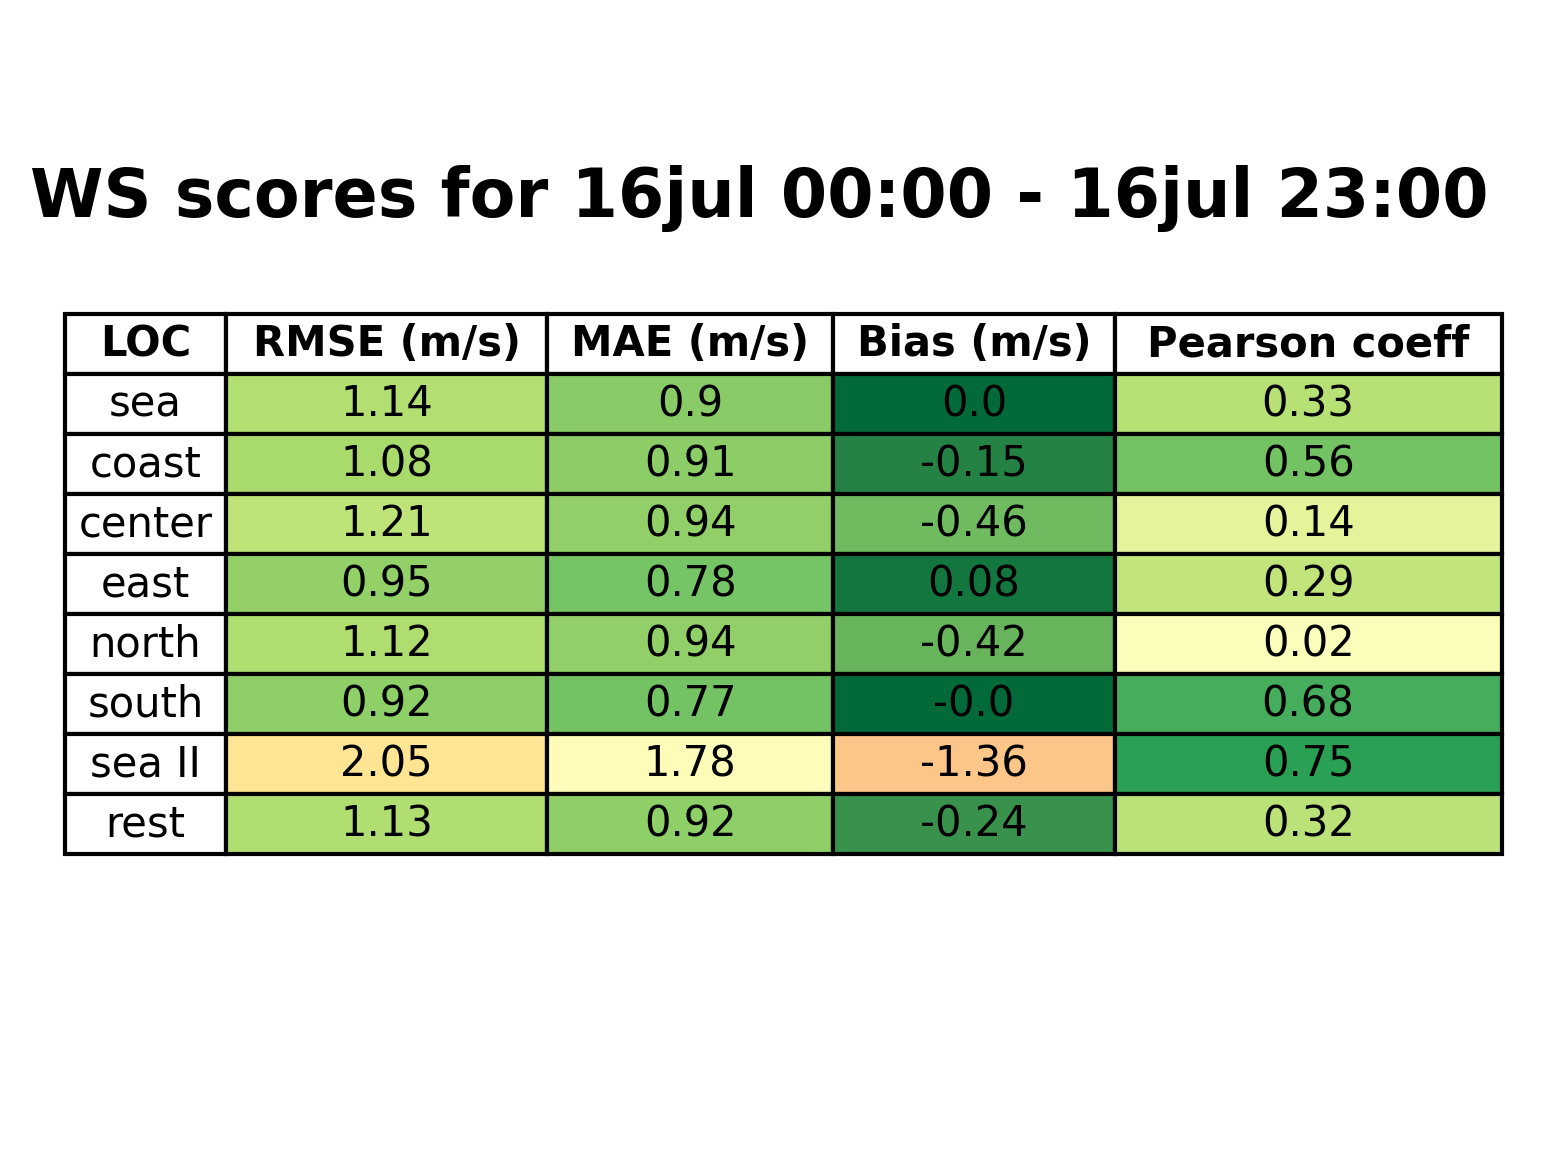 WS scores for 16jul 00:00 - 16jul 23:00
LOC RMSE (m/s) MAE (m/s) Bias (m/s) Pearson coeff
sea 1.14 0.9 0.0 0.33
coast 1.08 0.91 -0.15 0.56
center 1.21 0.94 -0.46 0.14
east 0.95 0.78 0.08 0.29
north 1.12 0.94 -0.42 0.02
south 0.92 0.77 -0.0 0.68
sea II 2.05 1.78 -1.36 0.75
rest 1.13 0.92 -0.24 0.32